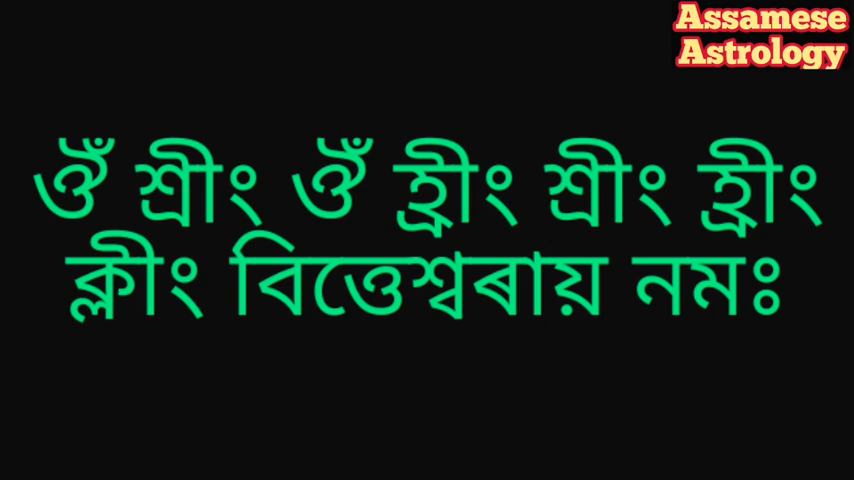 Assamese
Astrology
ওঁ শ্ৰীং ওঁ হ্ৰীং শ্ৰীং হ্ৰীং
ক্লীং বিত্তেশ্বৰায় নমঃ